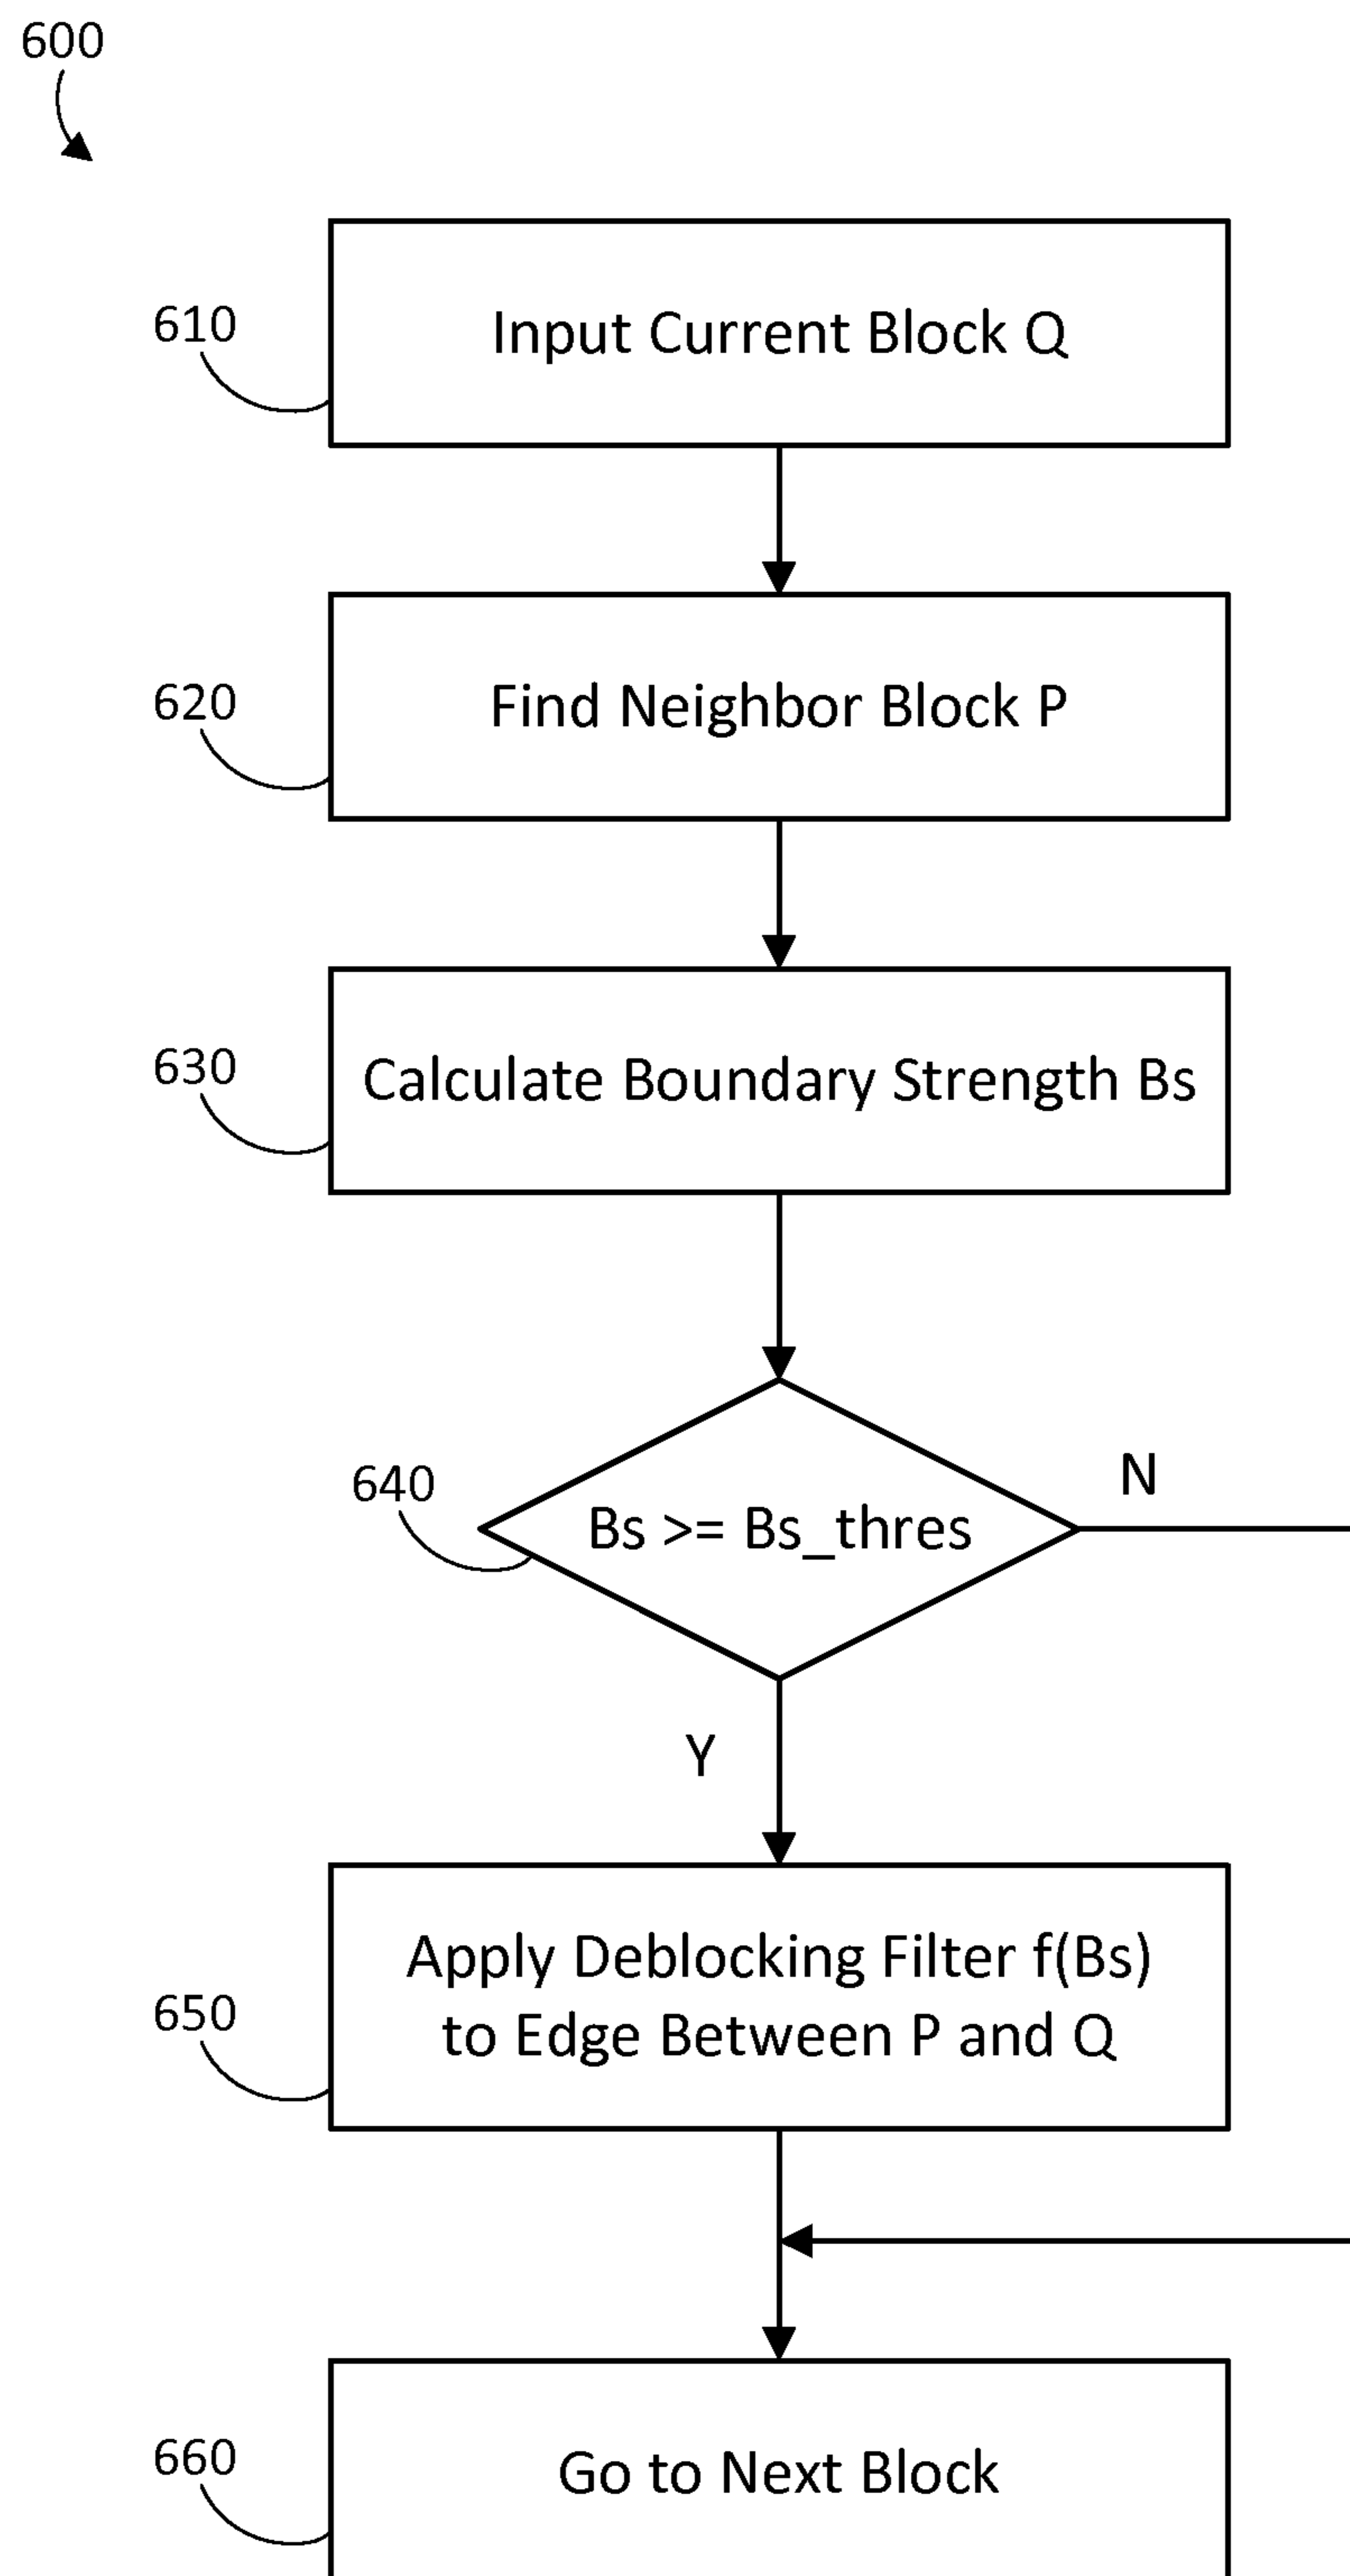 600
610
Input Current Block Q
620
Find Neighbor Block P
630
Calculate Boundary Strength Bs
640
Bs >= Bs_thres
N
Y
650
Apply Deblocking Filter f(Bs)
to Edge Between P and Q
660
Go to Next Block